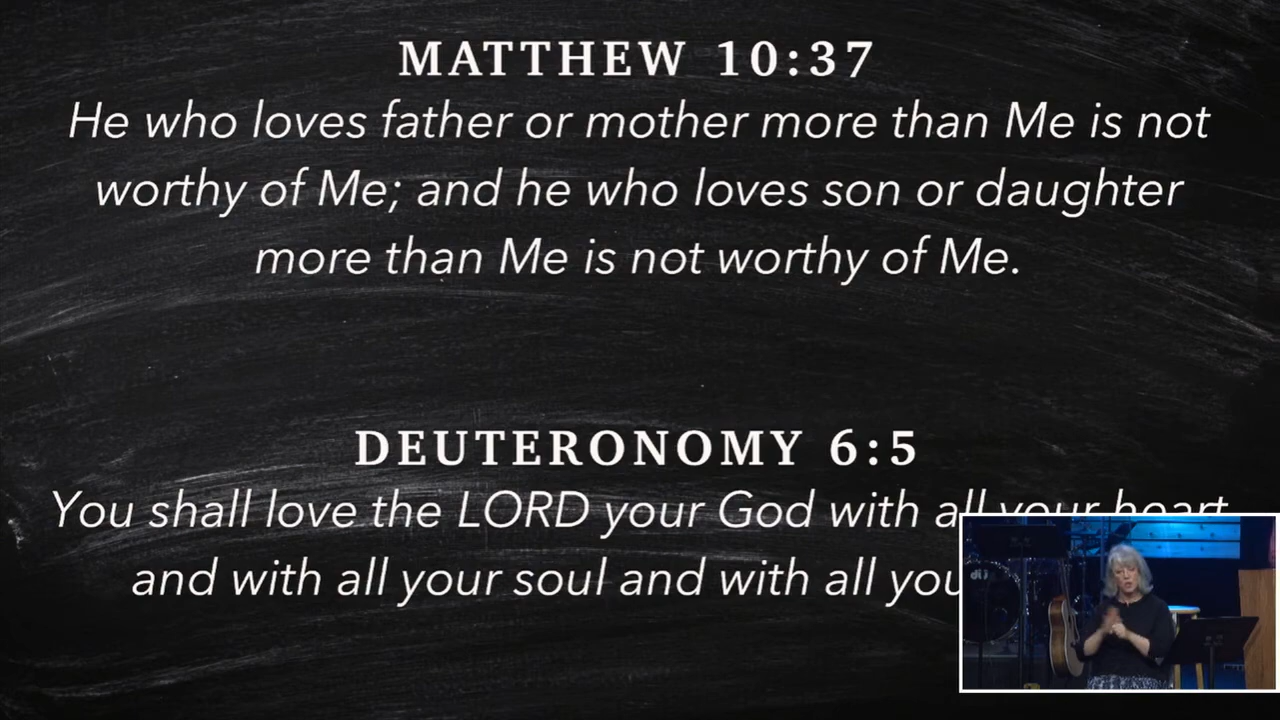 MATTHEW 10:37
He who loves father or mother more than Me is not
worthy of Me; and he who loves son or daughter
more than Me is not worthy of Me.
DEUTERONOMY 6:5
You shall love the LORD your God with all your heart
and with all your soul and with all